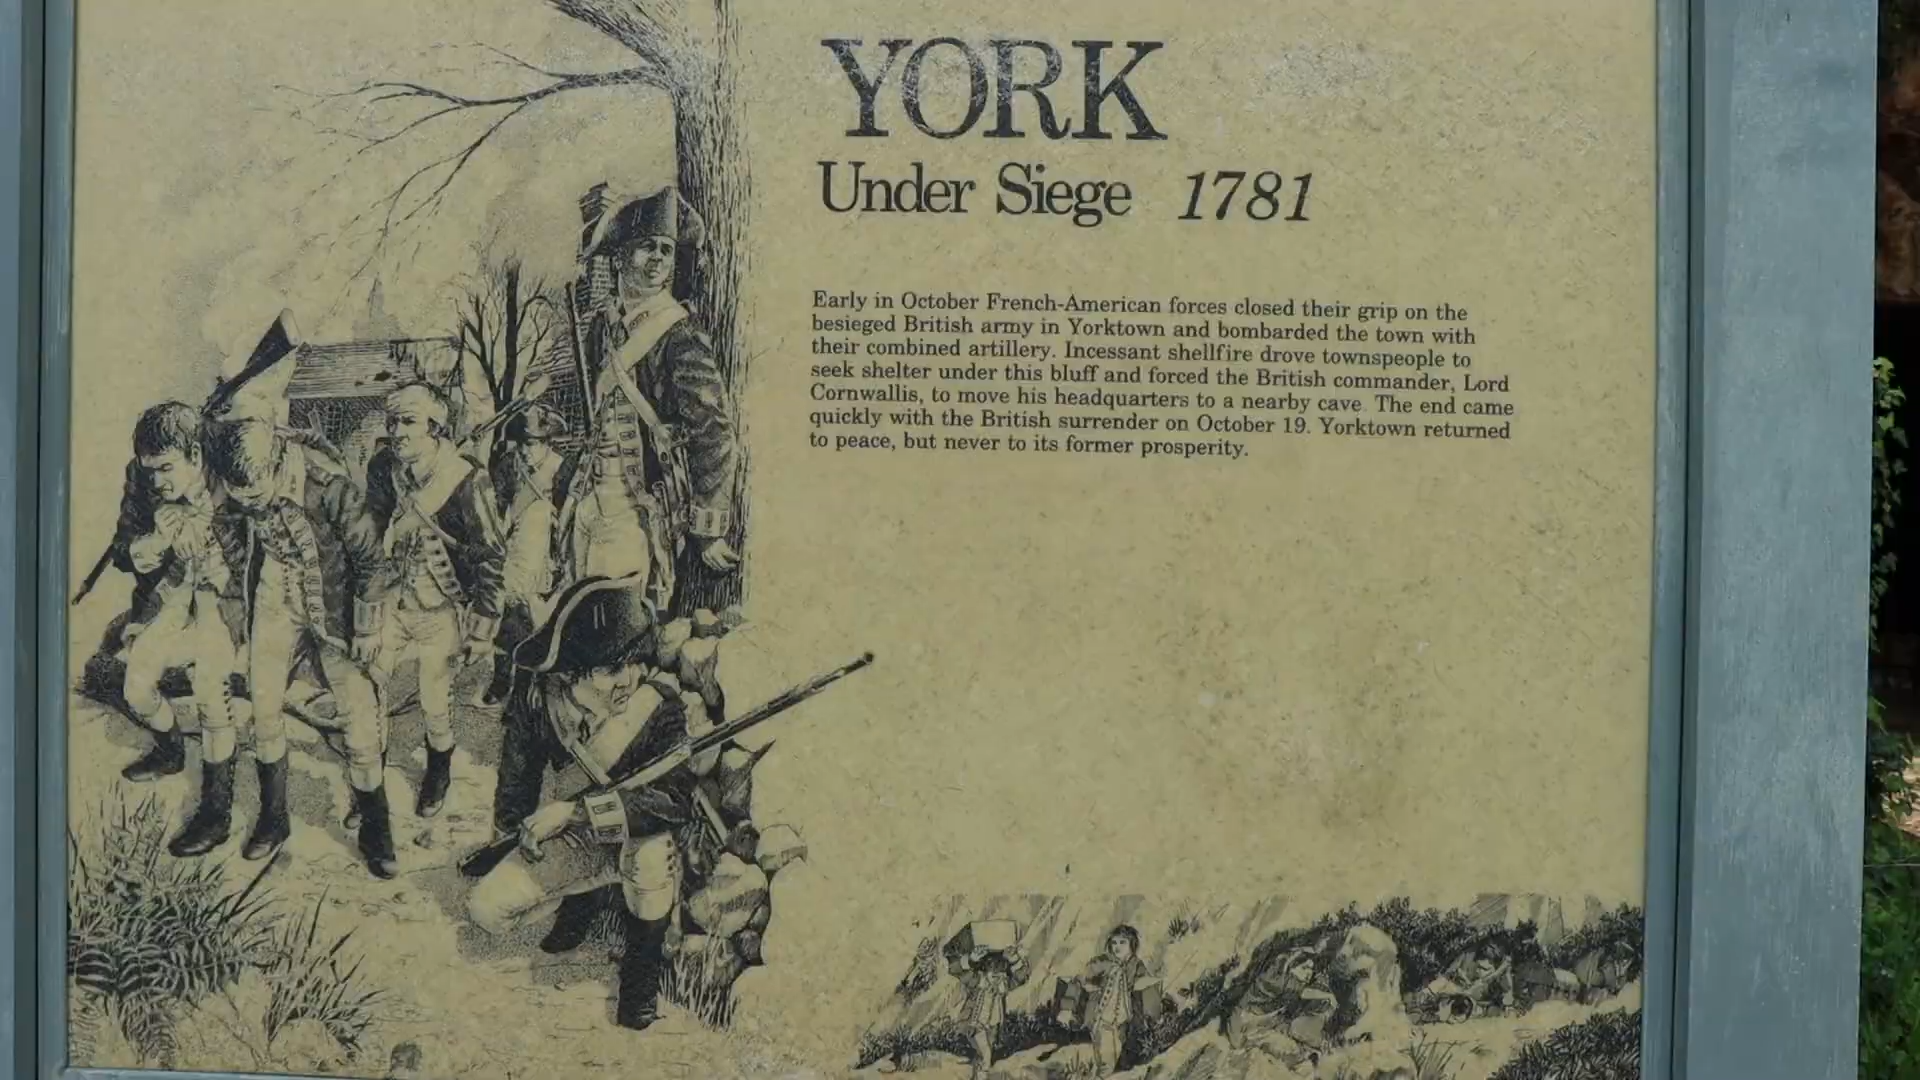 YORK
Under Siege 1781
Early in October French-American forces closed their grip on the
besieged British army in Yorktown and bombarded the town with
their combined artillery. Incessant shellfire drove townspeople to
seek shelter under this bluff and forced the British commander, Lord
Cornwallis, to move his headquarters to a nearby cave. The end came
quickly with the British surrender on October 19. Yorktown returned
to peace, but never to its former prosperity.